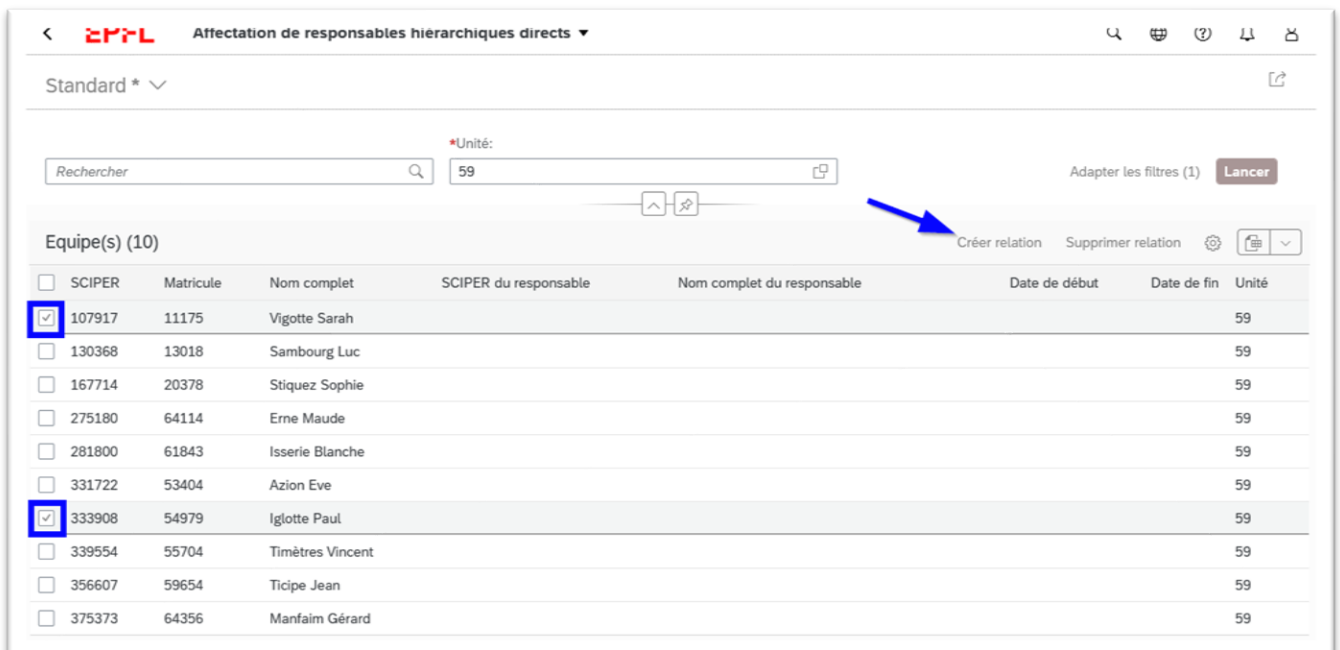 EPFL Affectation de responsables hiérarchiques directs
Standard *
*Unité:
Rechercher 59 Adapter les filtres (1) Lancer
Equipe(s) (10) Créer relation Supprimer relation
SCIPER Matricule Nom complet SCIPER du responsable Nom complet du responsable Date de début Date de fin Unité
107917 11175 Vigotte Sarah 59
130368 13018 Sambourg Luc 59
167714 20378 Stiquez Sophie 59
275180 64114 Erne Maude 59
281800 61843 Isserie Blanche 59
331722 53404 Azion Eve 59
333908 54979 Iglotte Paul 59
339554 55704 Timètres Vincent 59
356607 59654 Ticipe Jean 59
375373 64356 Manfaim Gérard 59